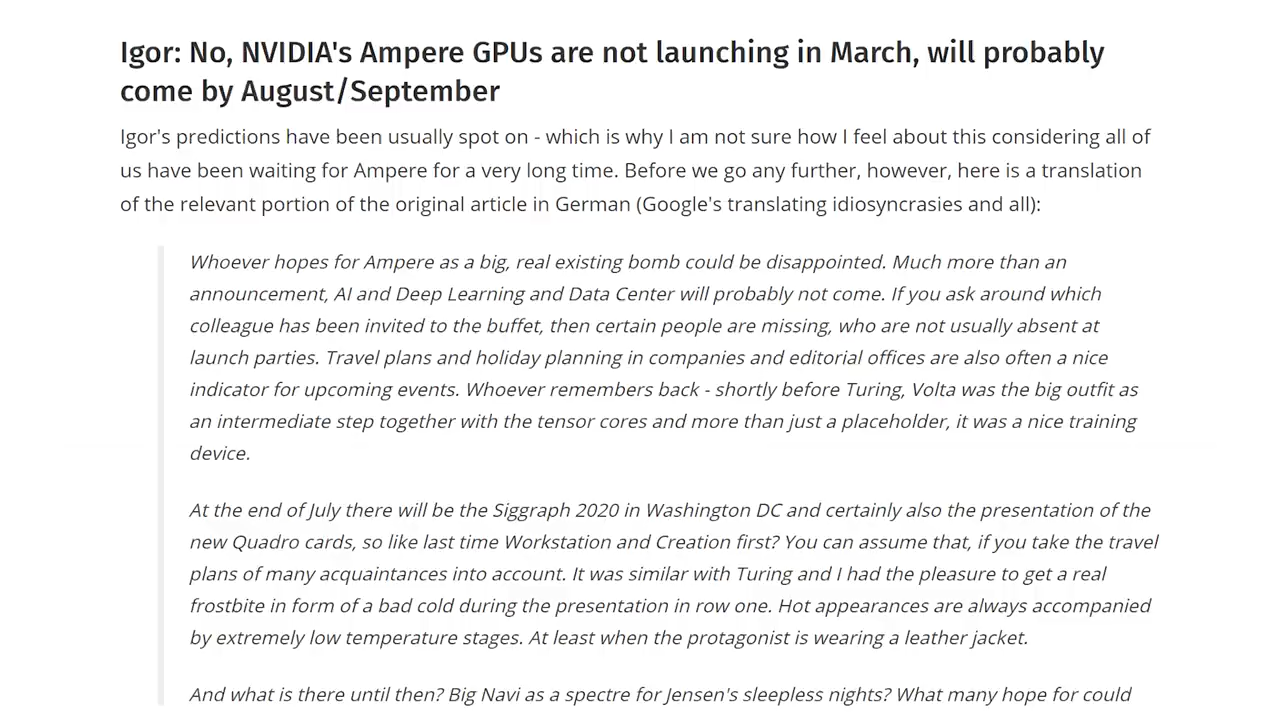 Igor: No, NVIDIA's Ampere GPUs are not launching in March, will probably
come by August/September
Igor's predictions have been usually spot on - which is why I am not sure how I feel about this considering all of
us have been waiting for Ampere for a very long time. Before we go any further, however, here is a translation
of the relevant portion of the original article in German (Google's translating idiosyncrasies and all):
Whoever hopes for Ampere as a big, real existing bomb could be disappointed. Much more than an
announcement, AI and Deep Learning and Data Center will probably not come. If you ask around which
colleague has been invited to the buffet, then certain people are missing, who are not usually absent at
launch parties. Travel plans and holiday planning in companies and editorial offices are also often a nice
indicator for upcoming events. Whoever remembers back - shortly before Turing, Volta was the big outfit as
an intermediate step together with the tensor cores and more than just a placeholder, it was a nice training
device.
At the end of July there will be the Siggraph 2020 in Washington DC and certainly also the presentation of the
new Quadro cards, so like last time Workstation and Creation first? You can assume that, if you take the travel
plans of many acquaintances into account. It was similar with Turing and I had the pleasure to get a real
frostbite in form of a bad cold during the presentation in row one. Hot appearances are always accompanied
by extremely low temperature stages. At least when the protagonist is wearing a leather jacket.
And what is there until then? Big Navi as a spectre for Jensen's sleepless nights? What many hope for could